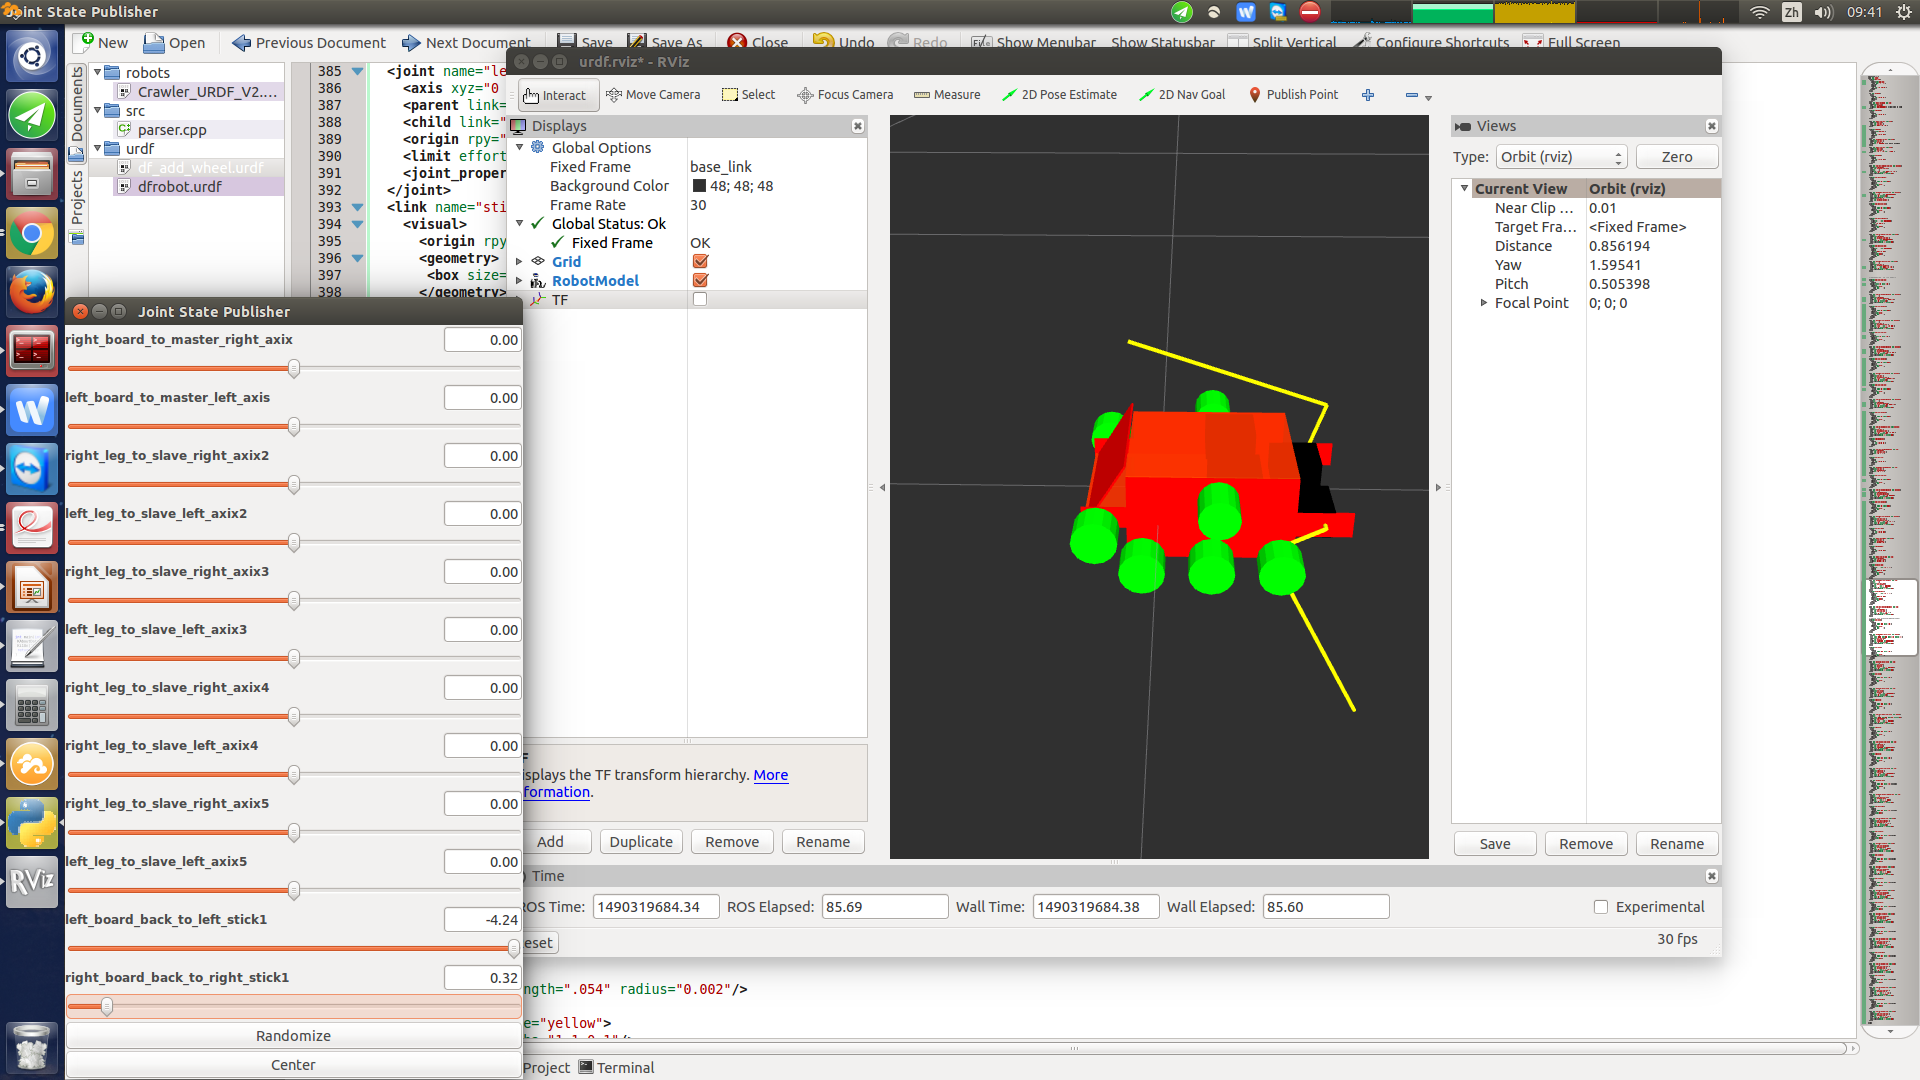 Joint State Publisher
Zh
09:41
New Open Previous Document Next Document Save Save As Close Undo Redo Show Menubar Show Statusbar Split Vertical Configure Shortcuts Full Screen
Documents
Projects
robots
Crawler_URDF_V2....
src
parser.cpp
urdf
df_add_wheel.urdf
dfrobot.urdf
385 <joint name="le
386 <axis xyz="0
387 <parent link=
388 <child link="
389 <origin rpy="
390 <limit effort
391 <joint_proper
392 </joint>
393 <link name="sti
394 <visual>
395 <origin rpy
396 <geometry>
397 <box size=
398 </geometry>
urdf.rviz* - RViz
Interact Move Camera Select Focus Camera Measure 2D Pose Estimate 2D Nav Goal Publish Point
Displays
Global Options
Fixed Frame base_link
Background Color 48; 48; 48
Frame Rate 30
Global Status: Ok
Fixed Frame OK
Grid
RobotModel
TF
splays the TF transform hierarchy. More
formation.
Add Duplicate Remove Rename
Views
Type: Orbit (rviz) Zero
Current View Orbit (rviz)
Near Clip ... 0.01
Target Fra... <Fixed Frame>
Distance 0.856194
Yaw 1.59541
Pitch 0.505398
Focal Point 0; 0; 0
Save Remove Rename
Time
ROS Time: 1490319684.34 ROS Elapsed: 85.69 Wall Time: 1490319684.38 Wall Elapsed: 85.60 Experimental
eset
30 fps
Joint State Publisher
right_board_to_master_right_axix 0.00
left_board_to_master_left_axis 0.00
right_leg_to_slave_right_axix2 0.00
left_leg_to_slave_left_axix2 0.00
right_leg_to_slave_right_axix3 0.00
left_leg_to_slave_left_axix3 0.00
right_leg_to_slave_right_axix4 0.00
right_leg_to_slave_left_axix4 0.00
right_leg_to_slave_right_axix5 0.00
left_leg_to_slave_left_axix5 0.00
left_board_back_to_left_stick1 -4.24
right_board_back_to_right_stick1 0.32
Randomize
Center
ngth=".054" radius="0.002"/>
e="yellow">
Project Terminal
RViz